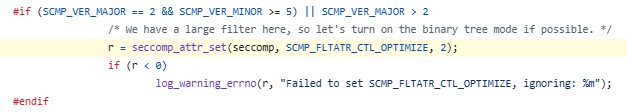 #if (SCMP_VER_MAJOR == 2 && SCMP_VER_MINOR >= 5) || SCMP_VER_MAJOR > 2
/* We have a large filter here, so let's turn on the binary tree mode if possible. */
r = seccomp_attr_set(seccomp, SCMP_FLTATR_CTL_OPTIMIZE, 2);
if (r < 0)
log_warning_errno(r, "Failed to set SCMP_FLTATR_CTL_OPTIMIZE, ignoring: %m");
#endif